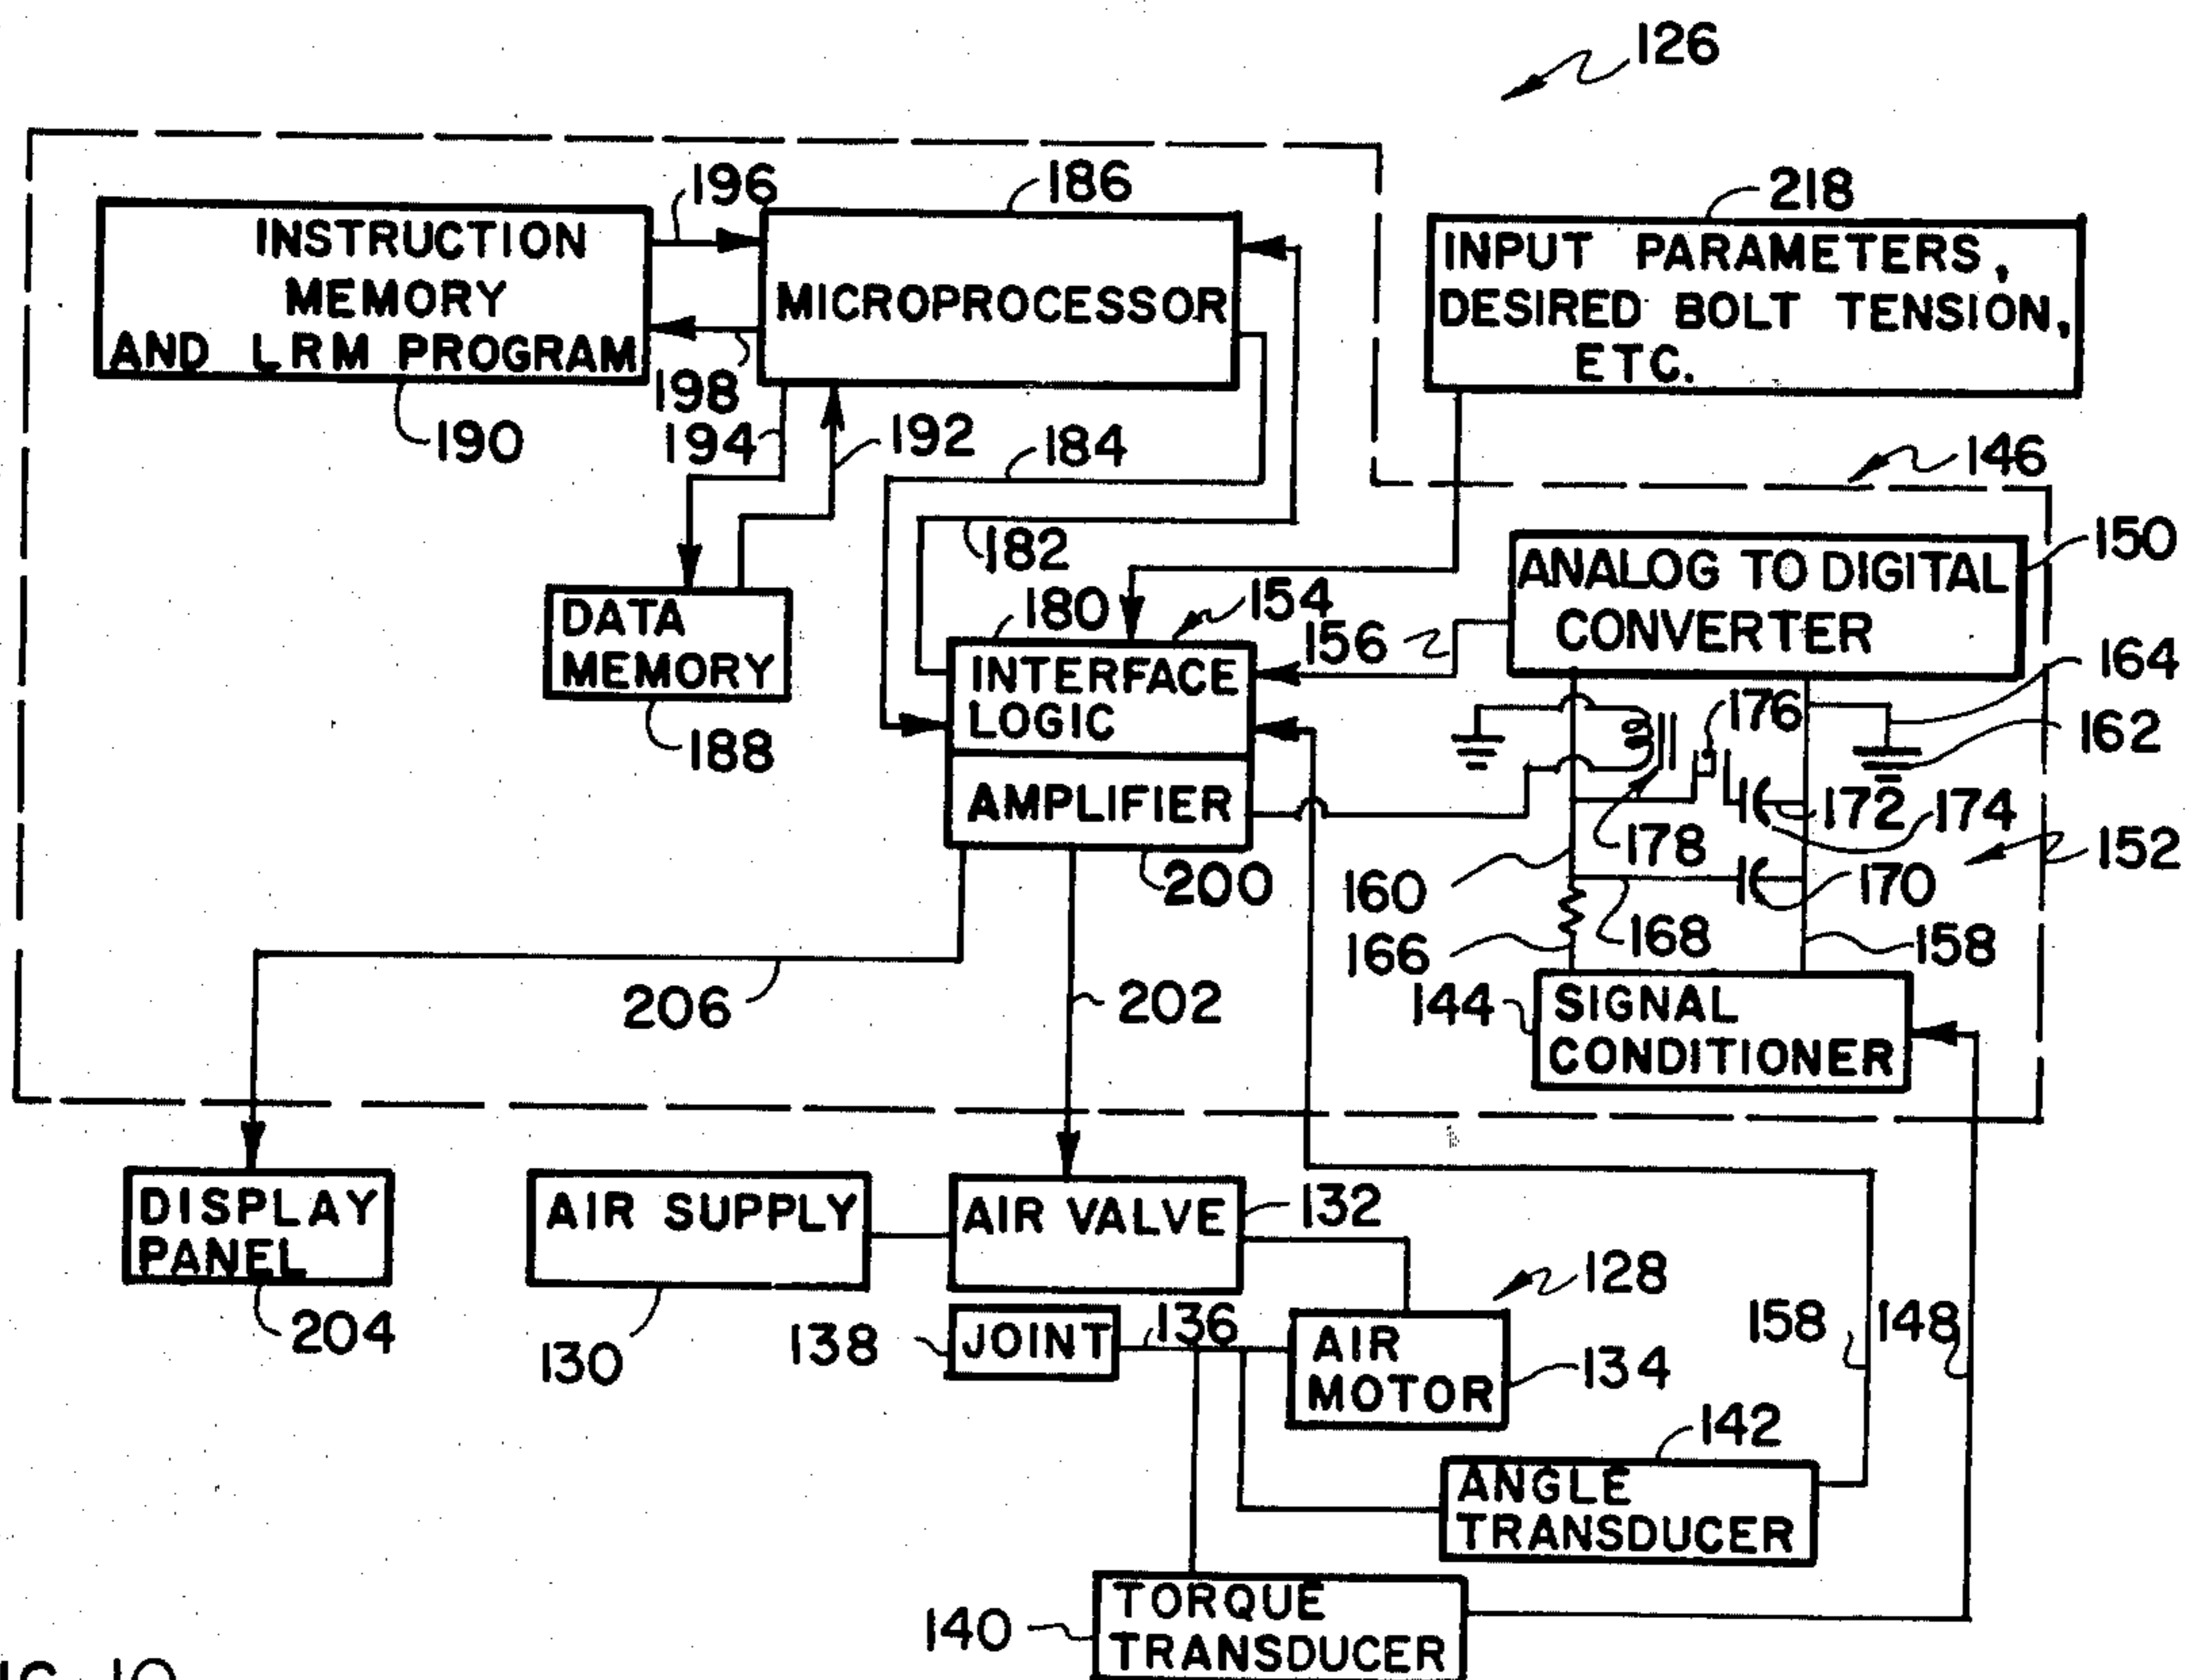 126
196
186
218
INSTRUCTION
MEMORY
AND LRM PROGRAM
MICROPROCESSOR
INPUT PARAMETERS,
DESIRED BOLT TENSION,
ETC.
198
190
194
192
184
146
182
150
ANALOG TO DIGITAL
CONVERTER
180
154
156
DATA
MEMORY
188
INTERFACE
LOGIC
AMPLIFIER
200
164
176
162
172
174
178
152
160
170
168
166
158
206
202
144
SIGNAL
CONDITIONER
DISPLAY
PANEL
204
AIR SUPPLY
130
AIR VALVE
132
128
138
JOINT
136
AIR
MOTOR
134
158
148
142
ANGLE
TRANSDUCER
140
TORQUE
TRANSDUCER